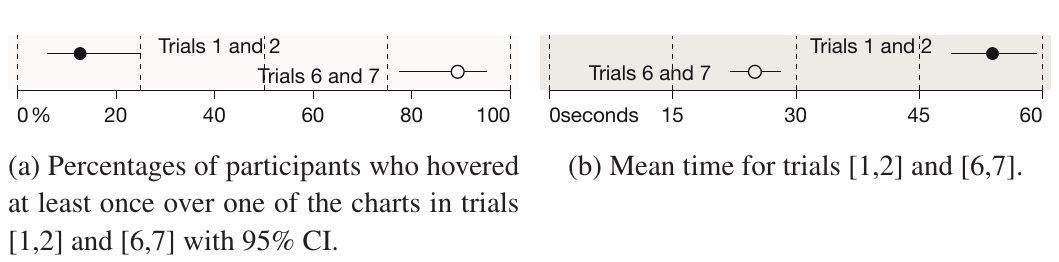 Trials 1 and 2
Trials 6 and 7
0 % 20 40 60 80 100
(a) Percentages of participants who hovered
at least once over one of the charts in trials
[1,2] and [6,7] with 95% CI.
Trials 1 and 2
Trials 6 and 7
0seconds 15 30 45 60
(b) Mean time for trials [1,2] and [6,7].